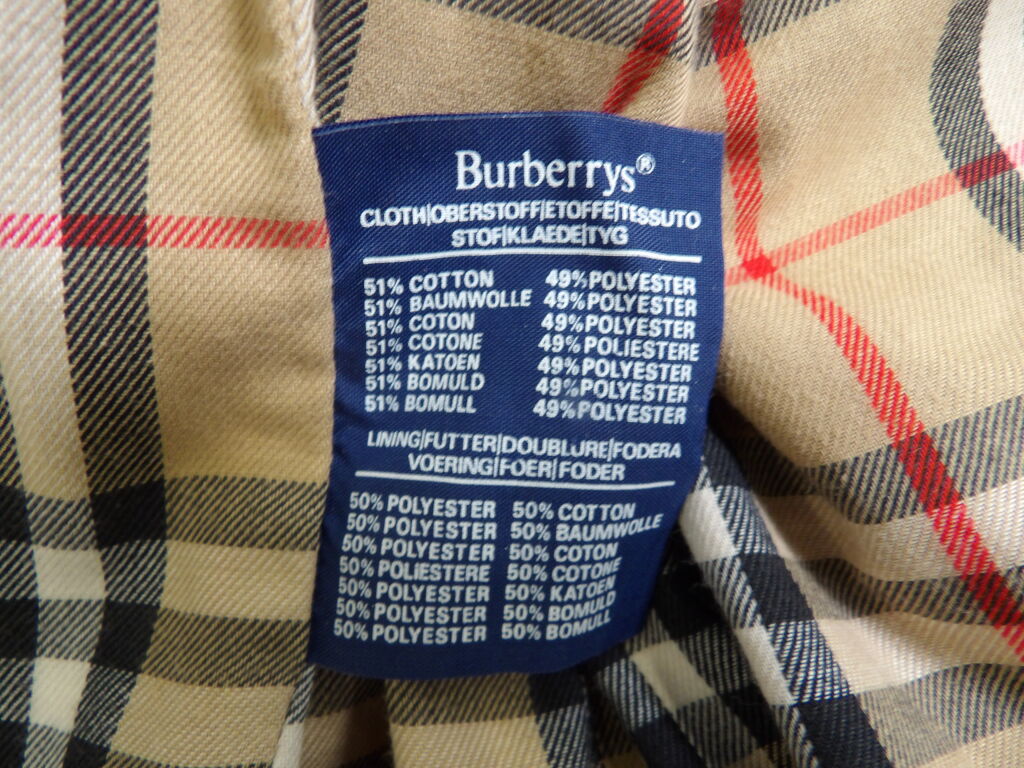 Burberrys®
CLOTH|OBERSTOFF|ETOFFE|TESSUTO
STOF|KLAEDE|TYG
51% COTTON 49% POLYESTER
51% BAUMWOLLE 49% POLYESTER
51% COTON 49% POLYESTER
51% COTONE 49% POLIESTERE
51% KATOEN 49% POLYESTER
51% BOMULD 49% POLYESTER
51% BOMULL 49% POLYESTER
LINING|FUTTER|DOUBLURE|FODERA
VOERING|FOER|FODER
50% POLYESTER 50% COTTON
50% POLYESTER 50% BAUMWOLLE
50% POLYESTER 50% COTON
50% POLIESTERE 50% COTONE
50% POLYESTER 50% KATOEN
50% POLYESTER 50% BOMULD
50% POLYESTER 50% BOMULL